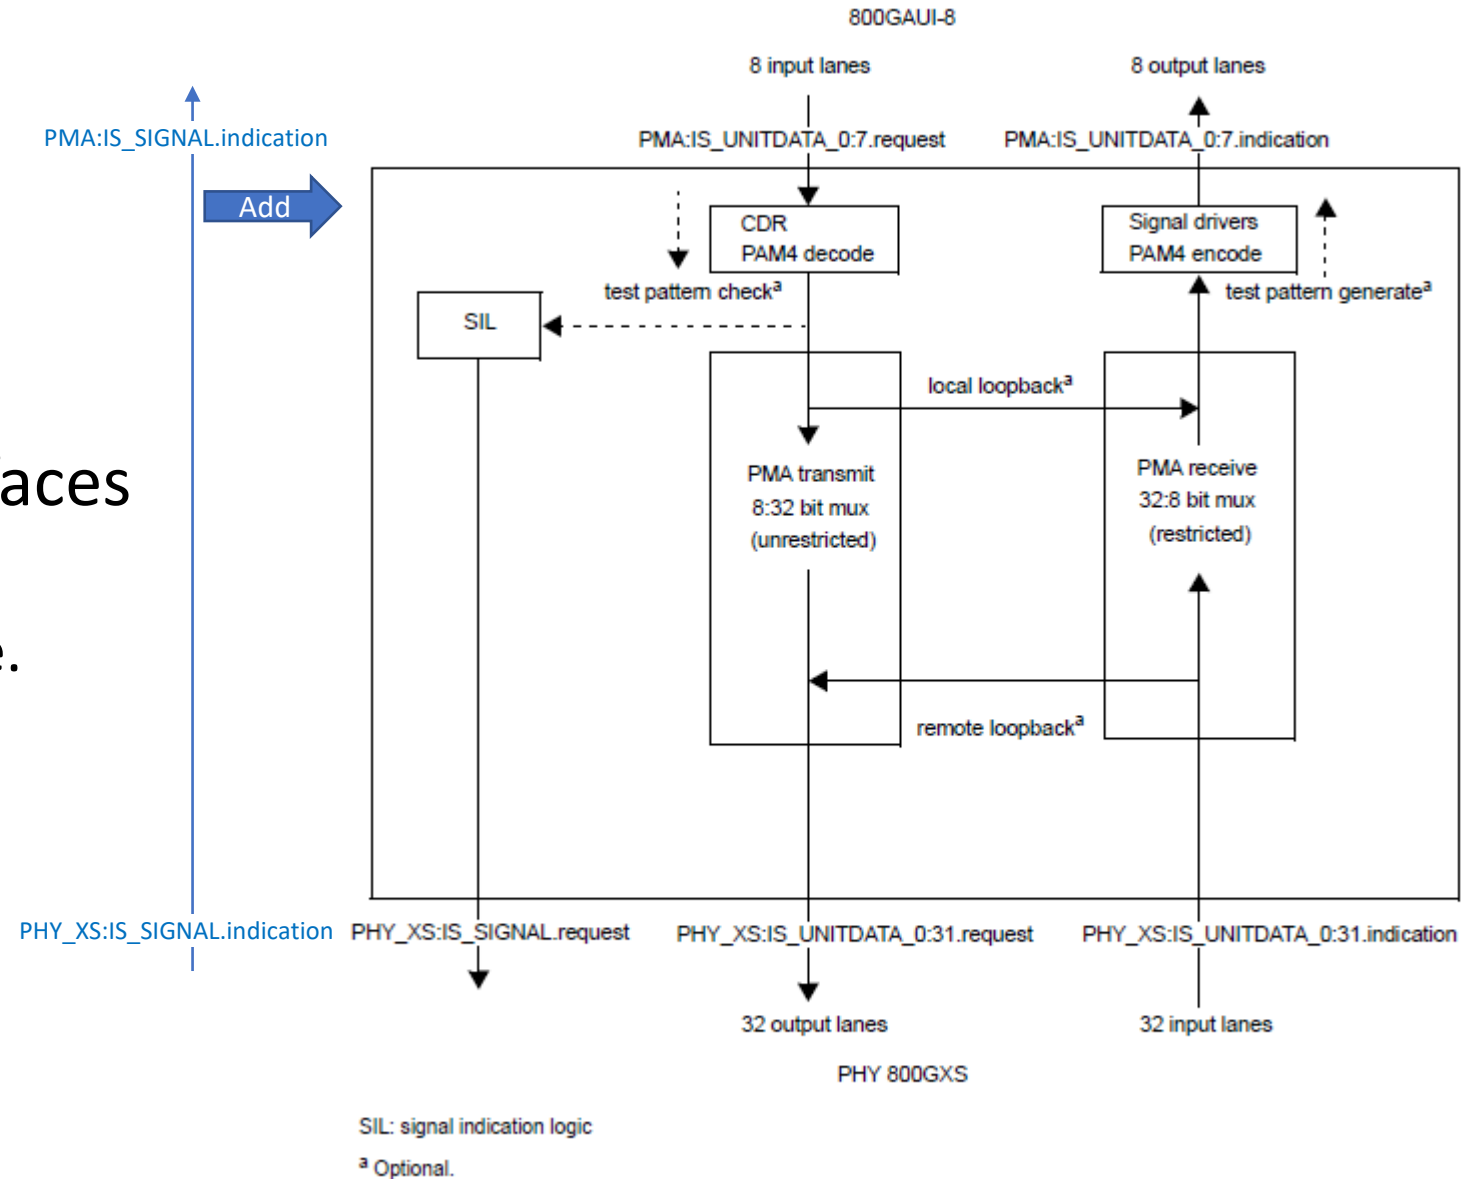 800GAUI-8
8 input lanes
8 output lanes
PMA:IS_SIGNAL.indication
PMA:IS_UNITDATA_0:7.request
PMA:IS_UNITDATA_0:7.indication
Add
CDR
PAM4 decode
Signal drivers
PAM4 encode
test pattern checkª
test pattern generateª
SIL
local loopbackª
PMA transmit
8:32 bit mux
(unrestricted)
PMA receive
32:8 bit mux
(restricted)
aces
e.
remote loopbackª
PHY_XS:IS_SIGNAL.indication
PHY_XS:IS_SIGNAL.request
PHY_XS:IS_UNITDATA_0:31.request
PHY_XS:IS_UNITDATA_0:31.indication
32 output lanes
32 input lanes
PHY 800GXS
SIL: signal indication logic
ª Optional.